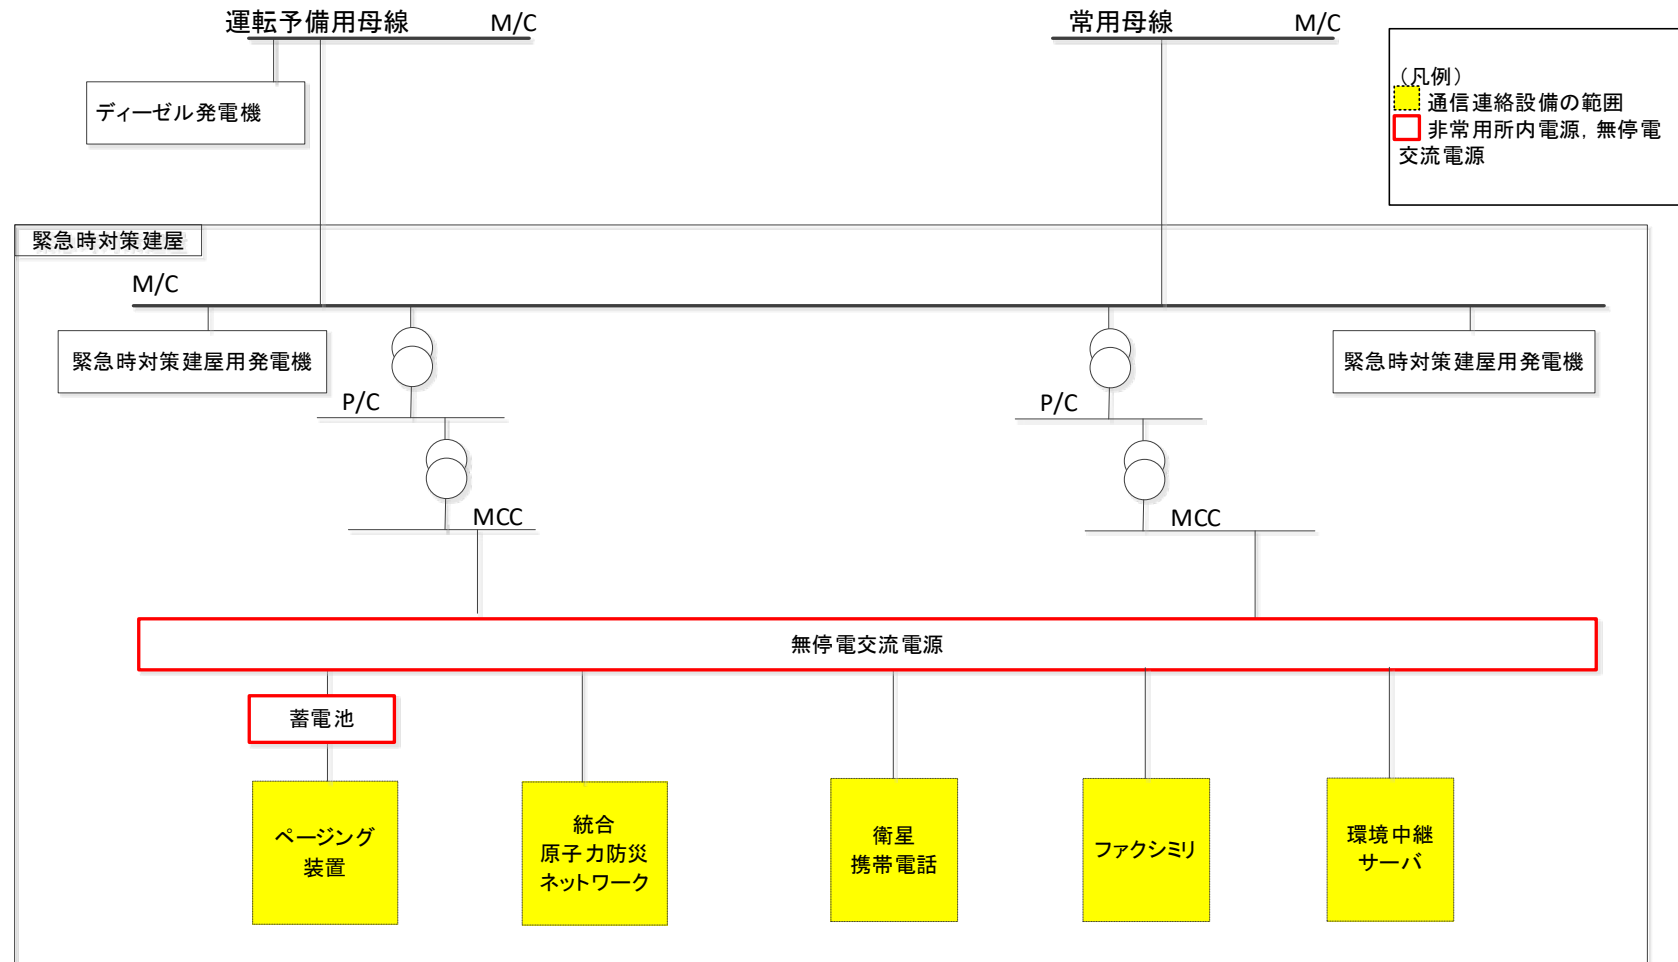 運転予備用母線 M/C
常用母線 M/C
ディーゼル発電機
(凡例)
通信連絡設備の範囲
非常用所内電源, 無停電
交流電源
緊急時対策建屋
M/C
緊急時対策建屋用発電機
緊急時対策建屋用発電機
P/C
P/C
MCC
MCC
無停電交流電源
蓄電池
ページング
装置
統合
原子力防災
ネットワーク
衛星
携帯電話
ファクシミリ
環境中継
サーバ